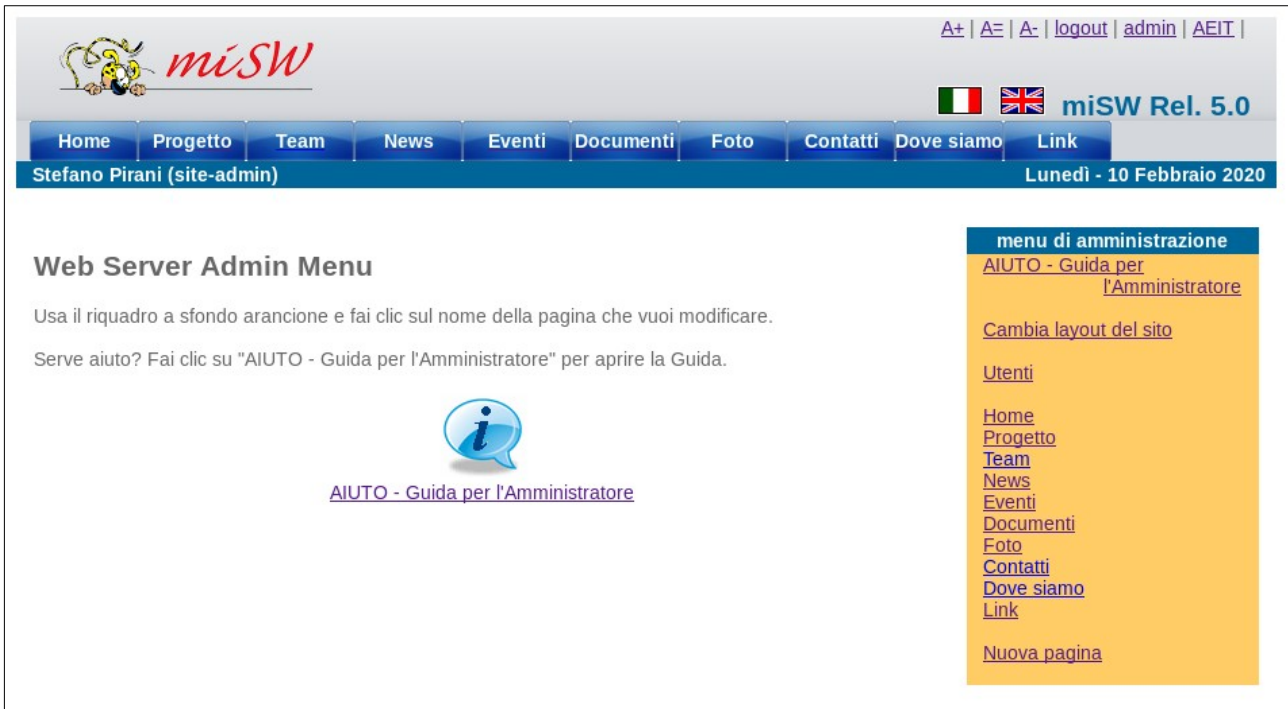 A+ | A= | A- | logout | admin | AEIT |
miSW
miSW Rel. 5.0
Home Progetto Team News Eventi Documenti Foto Contatti Dove siamo Link
Stefano Pirani (site-admin) Lunedì - 10 Febbraio 2020
Web Server Admin Menu
Usa il riquadro a sfondo arancione e fai clic sul nome della pagina che vuoi modificare.
Serve aiuto? Fai clic su "AIUTO - Guida per l'Amministratore" per aprire la Guida.
i
AIUTO - Guida per l'Amministratore
menu di amministrazione
AIUTO - Guida per
l'Amministratore
Cambia layout del sito
Utenti
Home
Progetto
Team
News
Eventi
Documenti
Foto
Contatti
Dove siamo
Link
Nuova pagina